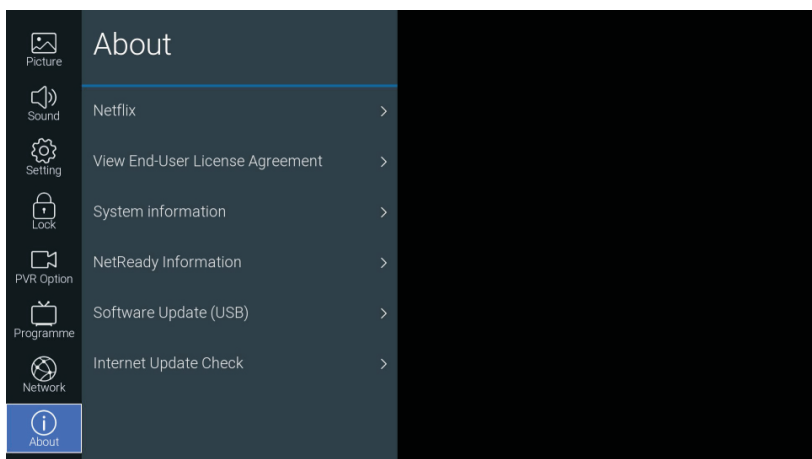 Picture
Sound
Setting
Lock
PVR Option
Programme
Network
About
About
Netflix
View End-User License Agreement
System information
NetReady Information
Software Update (USB)
Internet Update Check